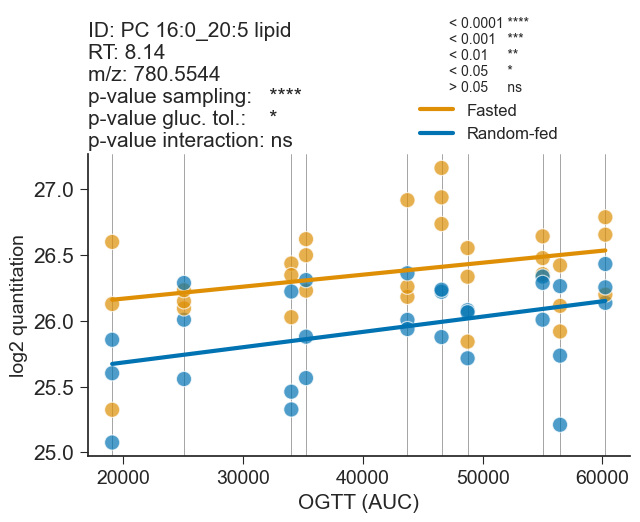 ID: PC 16:0_20:5 lipid
RT: 8.14
m/z: 780.5544
p-value sampling: ****
p-value gluc. tol.: *
p-value interaction: ns
< 0.0001 ****
< 0.001 ***
< 0.01 **
< 0.05 *
> 0.05 ns
Fasted
Random-fed
log2 quantitation
27.0
26.5
26.0
25.5
25.0
20000 30000 40000 50000 60000
OGTT (AUC)